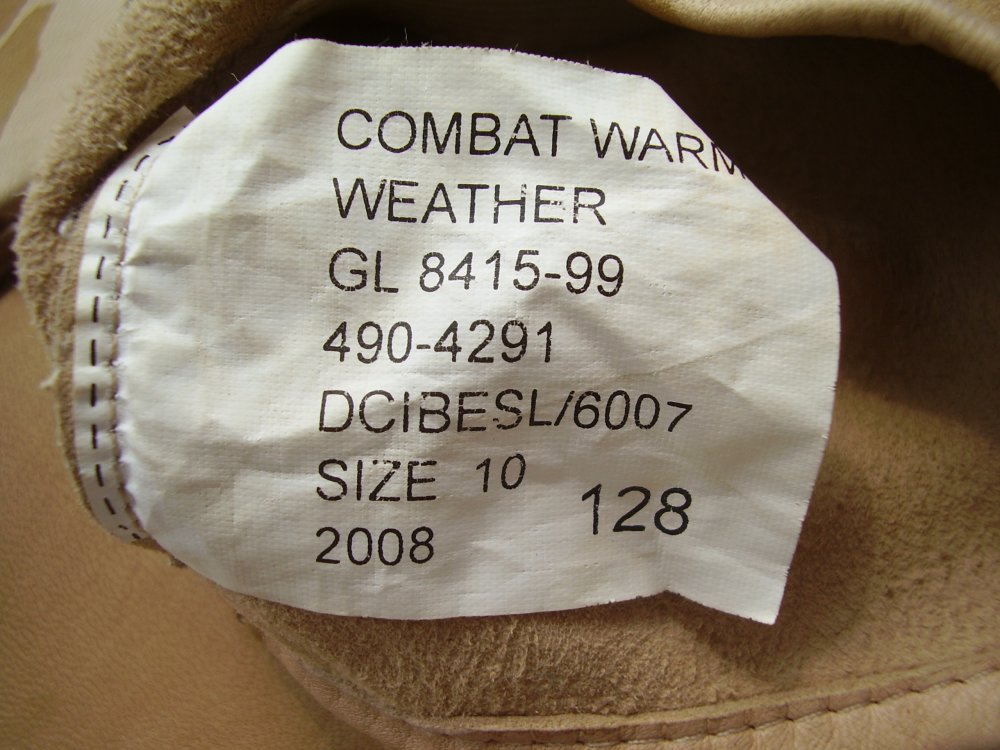 COMBAT WARM
WEATHER
GL 8415-99
490-4291
DCIBESL/6007
SIZE 10
128
2008